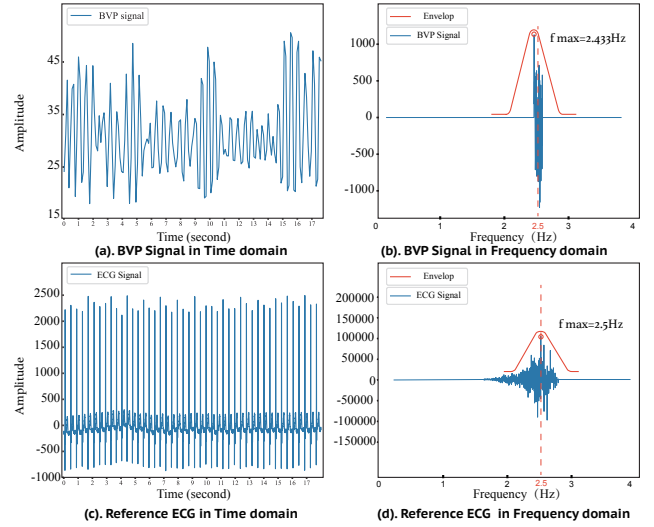 BVP signal
45
35
25
15
Amplitude
0 1 2 3 4 5 6 7 8 9 10 11 12 13 14 15 16 17
Time (second)
(a). BVP Signal in Time domain
Envelop
BVP Signal
f max=2.433Hz
1000
500
0
-500
-1000
0 1 2 2.5 3 4
Frequency (Hz)
(b). BVP Signal in Frequency domain
ECG Signal
2500
2000
1500
1000
500
0
-500
-1000
Amplitude
0 1 2 3 4 5 6 7 8 9 10 11 12 13 14 15 16 17
Time (second)
(c). Reference ECG in Time domain
Envelop
ECG Signal
f max=2.5Hz
200000
150000
100000
50000
0
-50000
-100000
-150000
0 1 2 2.5 3 4
Frequency (Hz)
(d). Reference ECG in Frequency domain